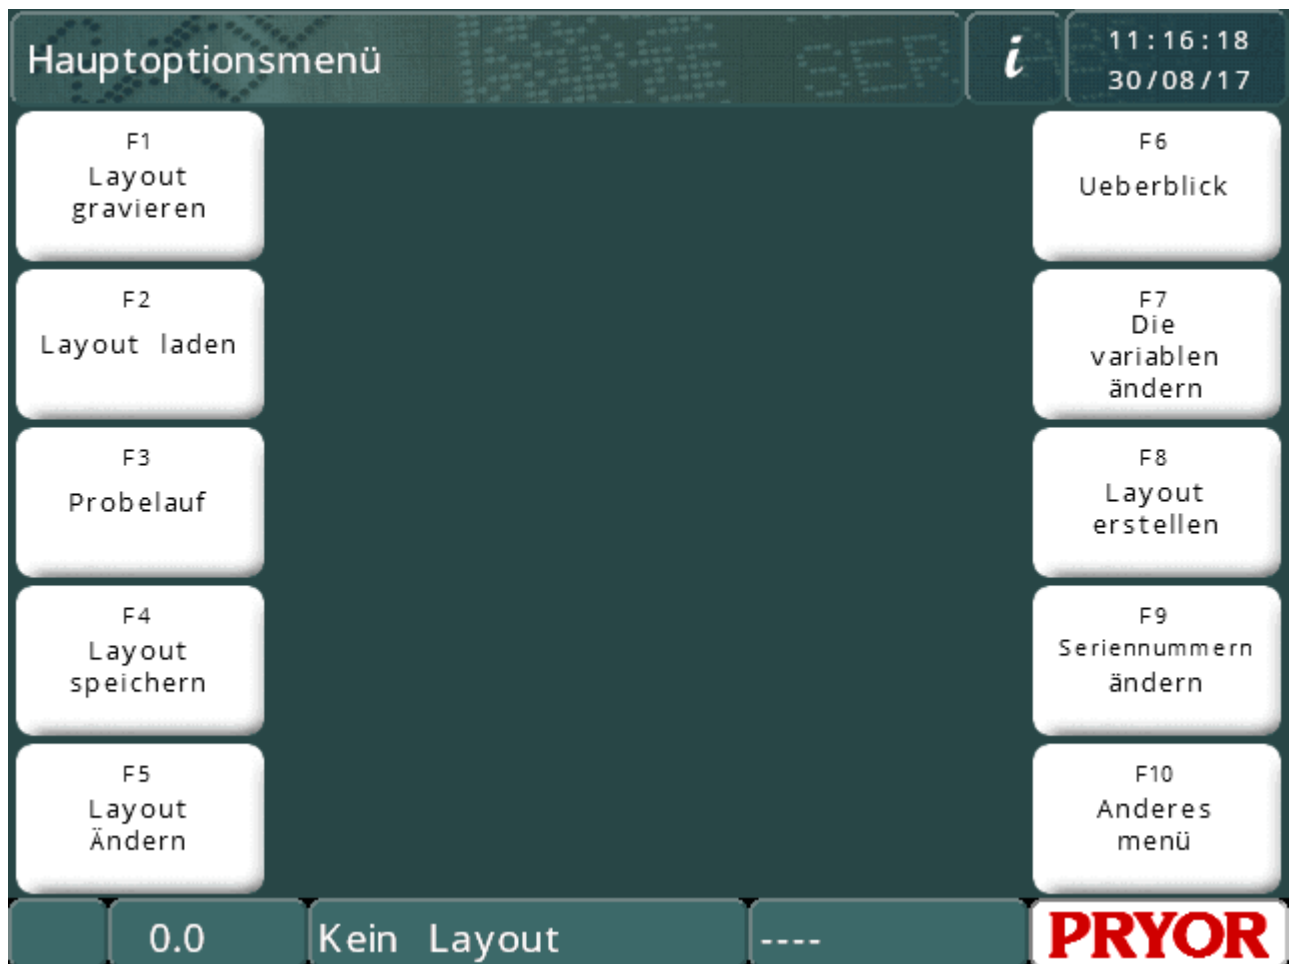 Hauptoptionsmenü
i
11:16:18
30/08/17
F1
Layout
gravieren
F2
Layout laden
F3
Probelauf
F4
Layout
speichern
F5
Layout
Ändern
F6
Ueberblick
F7
Die
variablen
ändern
F8
Layout
erstellen
F9
Seriennummern
ändern
F10
Anderes
menü
0.0
Kein Layout
----
PRYOR